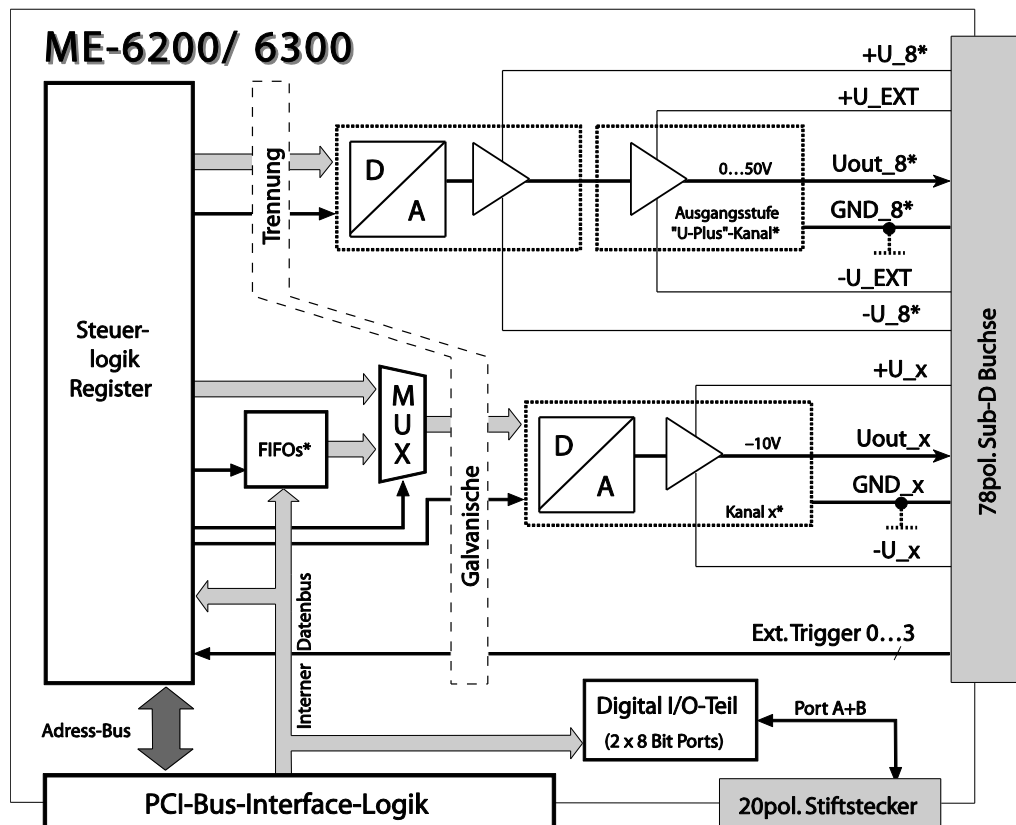 ME-6200/ 6300
+U_8*
+U_EXT
Trennung
D
A
0…50V
Uout_8*
Ausgangsstufe
"U-Plus"-Kanal*
GND_8*
-U_EXT
-U_8*
Steuer-
logik
Register
MUX
FIFOs*
+U_x
D
A
–10V
Uout_x
Kanal x*
GND_x
-U_x
Galvanische
78pol. Sub-D Buchse
Interner Datenbus
Ext. Trigger 0…3
Adress-Bus
Digital I/O-Teil
(2 x 8 Bit Ports)
Port A+B
PCI-Bus-Interface-Logik
20pol. Stiftstecker